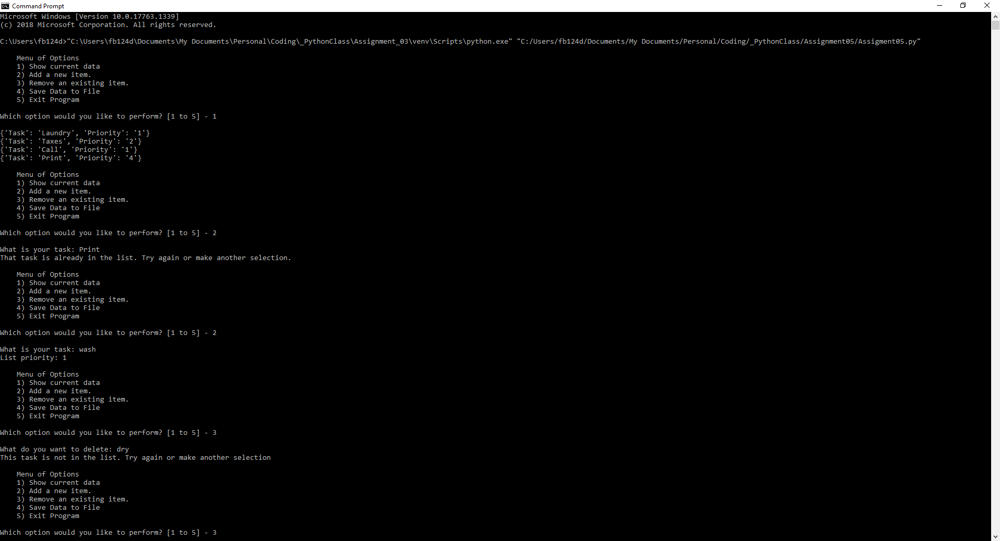 Command Prompt
Microsoft Windows [Version 10.0.17763.1339]
(c) 2018 Microsoft Corporation. All rights reserved.
C:\Users\fb124d>"C:\Users\fb124d\Documents\My Documents\Personal\Coding\_PythonClass\Assignment_03\venv\Scripts\python.exe" "C:/Users/fb124d/Documents/My Documents/Personal/Coding/_PythonClass/Assignment05/Assigment05.py"
Menu of Options
1) Show current data
2) Add a new item.
3) Remove an existing item.
4) Save Data to File
5) Exit Program
Which option would you like to perform? [1 to 5] - 1
{'Task': 'Laundry', 'Priority': '1'}
{'Task': 'Taxes', 'Priority': '2'}
{'Task': 'Call', 'Priority': '1'}
{'Task': 'Print', 'Priority': '4'}
Menu of Options
1) Show current data
2) Add a new item.
3) Remove an existing item.
4) Save Data to File
5) Exit Program
Which option would you like to perform? [1 to 5] - 2
What is your task: Print
That task is already in the list. Try again or make another selection.
Menu of Options
1) Show current data
2) Add a new item.
3) Remove an existing item.
4) Save Data to File
5) Exit Program
Which option would you like to perform? [1 to 5] - 2
What is your task: wash
List priority: 1
Menu of Options
1) Show current data
2) Add a new item.
3) Remove an existing item.
4) Save Data to File
5) Exit Program
Which option would you like to perform? [1 to 5] - 3
What do you want to delete: dry
This task is not in the list. Try again or make another selection
Menu of Options
1) Show current data
2) Add a new item.
3) Remove an existing item.
4) Save Data to File
5) Exit Program
Which option would you like to perform? [1 to 5] - 3